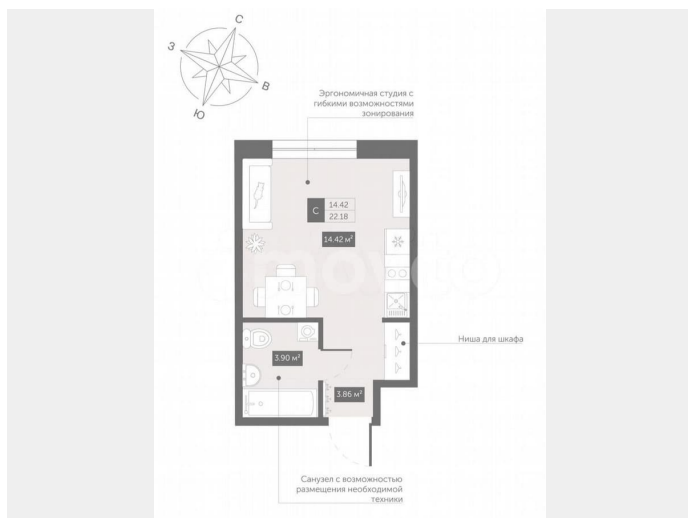 С
З
В
Ю
Эргономичная студия с
гибкими возможностями
зонирования
С
14.42
22.18
14.42 м²
Ниша для шкафа
3.90 м²
3.86 м²
Санузел с возможностью
размещения необходимой
техники